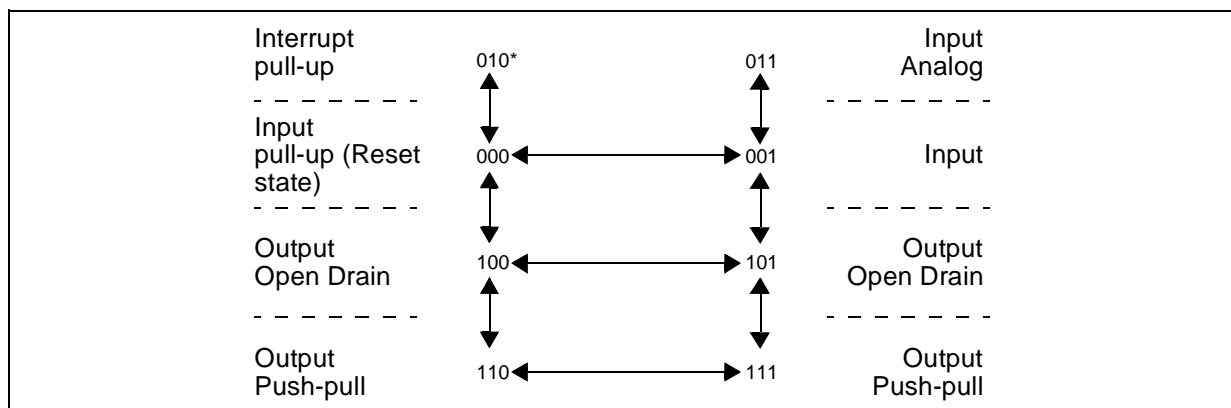 Interrupt
pull-up
010*
011
Input
Analog
Input
pull-up (Reset
state)
000
001
Input
Output
Open Drain
100
101
Output
Open Drain
Output
Push-pull
110
111
Output
Push-pull